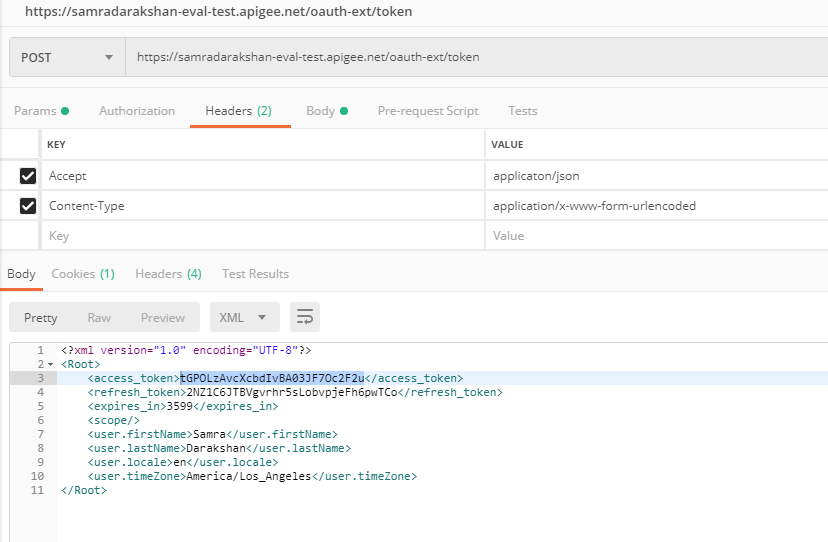 https://samradarakshan-eval-test.apigee.net/oauth-ext/token
POST https://samradarakshan-eval-test.apigee.net/oauth-ext/token
Params Authorization Headers (2) Body Pre-request Script Tests
KEY VALUE
Accept applicaton/json
Content-Type application/x-www-form-urlencoded
Key Value
Body Cookies (1) Headers (4) Test Results
Pretty Raw Preview XML
1 <?xml version="1.0" encoding="UTF-8"?>
2 <Root>
3 <access_token>tGPOLzAvcXcbdIvBA03JF7Oc2F2u</access_token>
4 <refresh_token>2NZ1C6JTBVgvrhr5sLobvpjeFh6pwTCo</refresh_token>
5 <expires_in>3599</expires_in>
6 <scope/>
7 <user.firstName>Samra</user.firstName>
8 <user.lastName>Darakshan</user.lastName>
9 <user.locale>en</user.locale>
10 <user.timeZone>America/Los_Angeles</user.timeZone>
11 </Root>